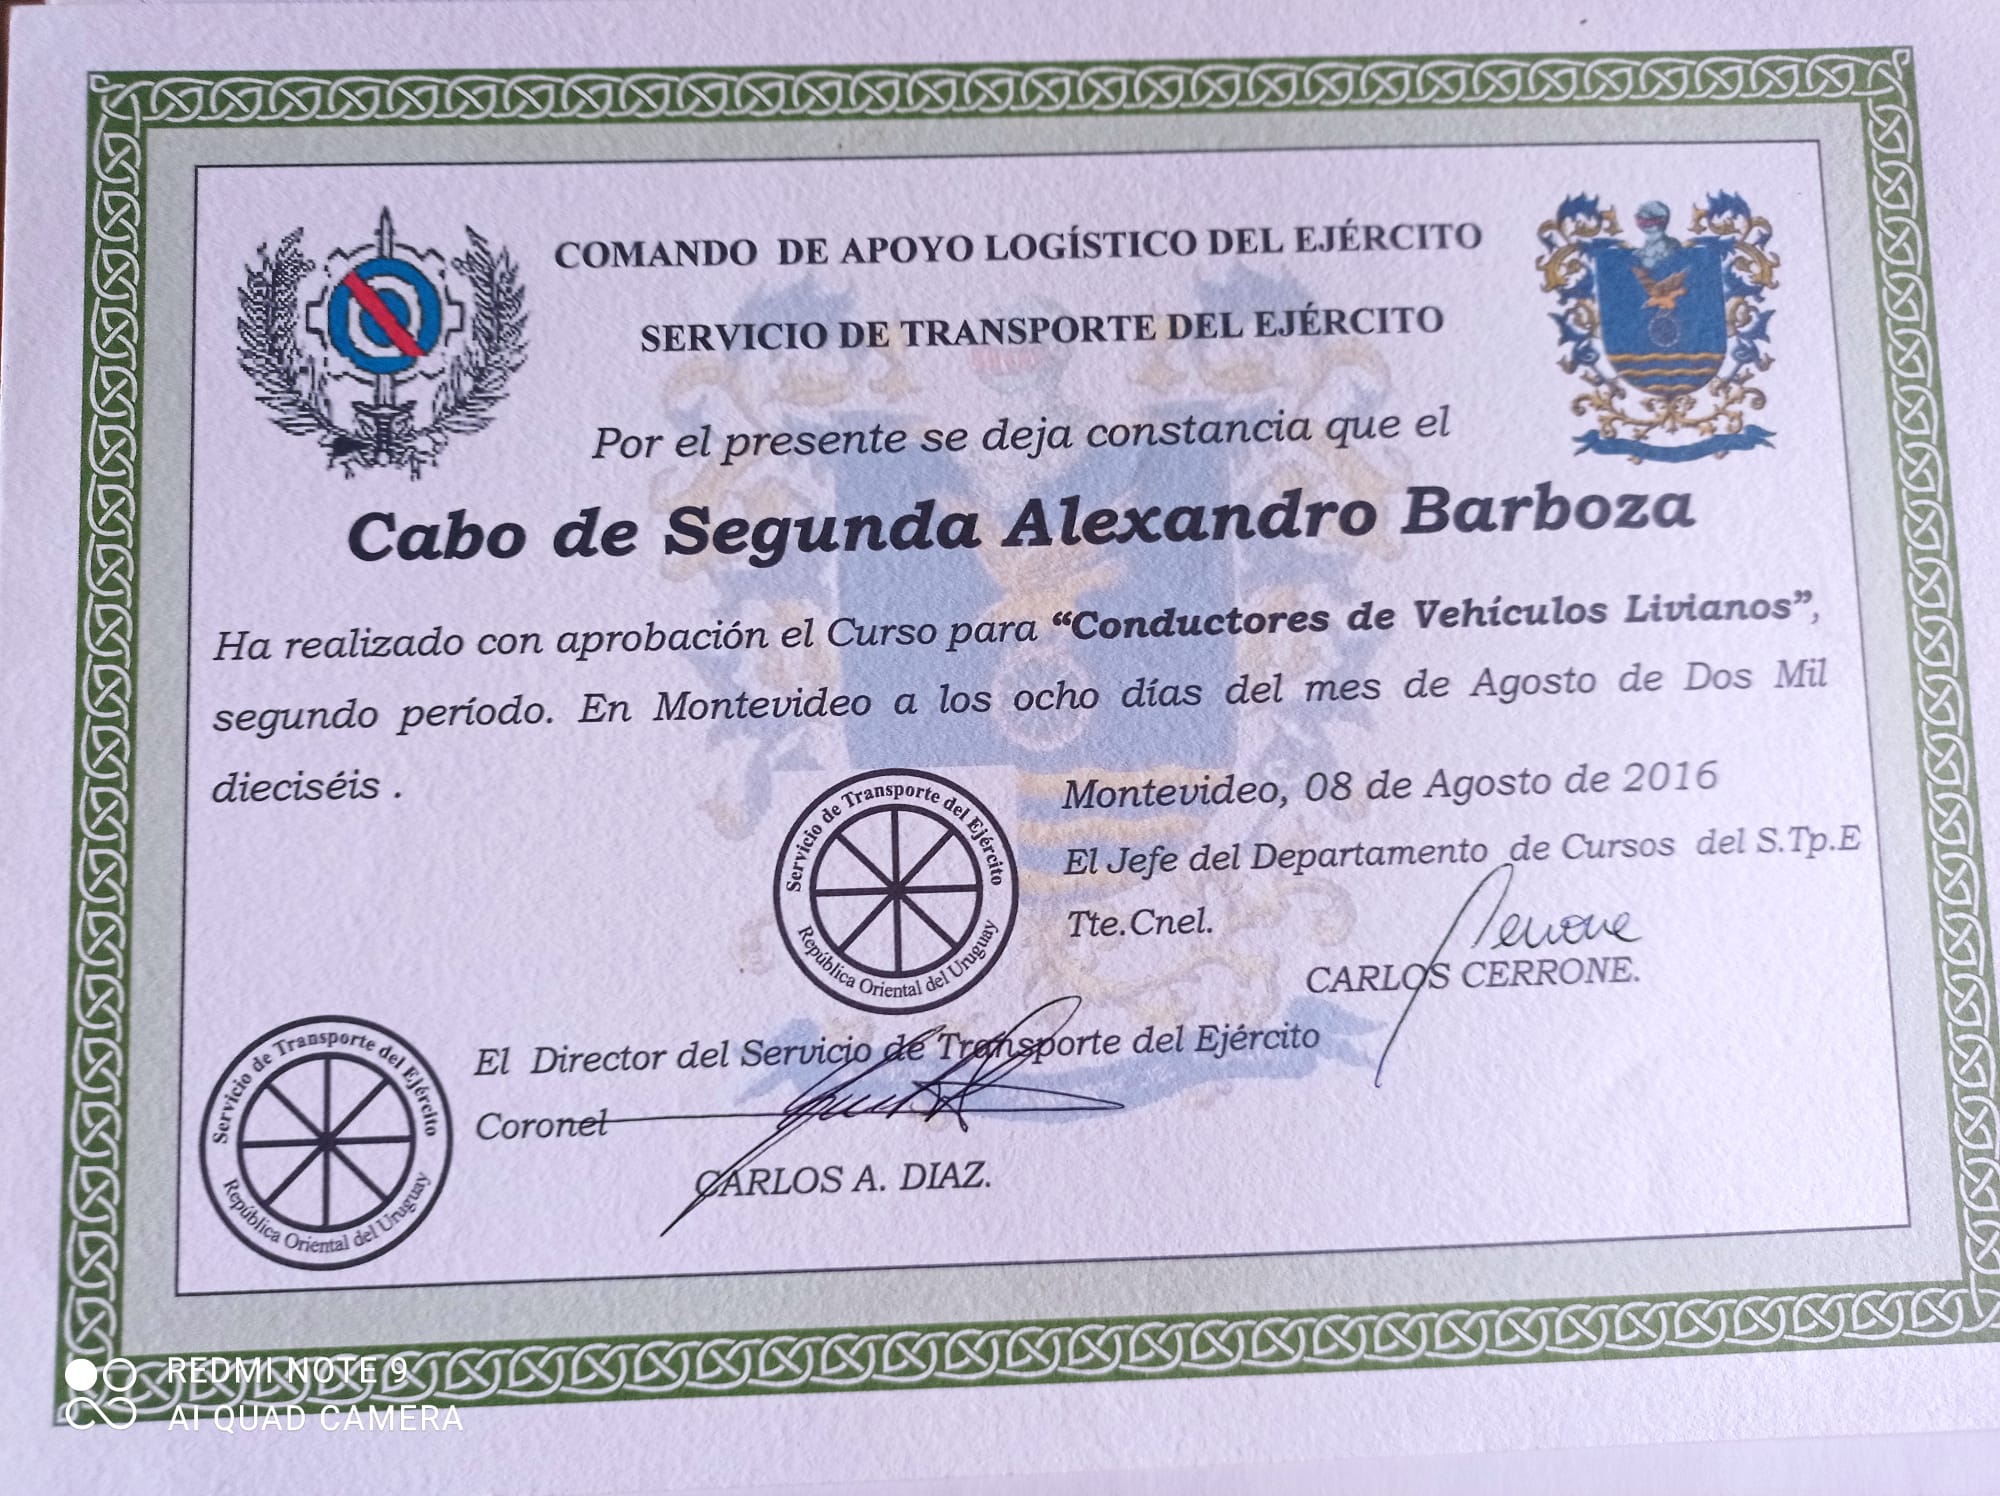 COMANDO DE APOYO LOGÍSTICO DEL EJÉRCITO
SERVICIO DE TRANSPORTE DEL EJÉRCITO
Por el presente se deja constancia que el
Cabo de Segunda Alexandro Barboza
Ha realizado con aprobación el Curso para “Conductores de Vehículos Livianos”,
segundo período. En Montevideo a los ocho días del mes de Agosto de Dos Mil
dieciséis .
Montevideo, 08 de Agosto de 2016
El Jefe del Departamento de Cursos del S.Tp.E
Tte.Cnel.
CARLOS CERRONE.
Servicio de Transporte del Ejército
República Oriental del Uruguay
El Director del Servicio de Transporte del Ejército
Coronel
CARLOS A. DIAZ.
Servicio de Transporte del Ejército
República Oriental del Uruguay
REDMI NOTE 9
AI QUAD CAMERA